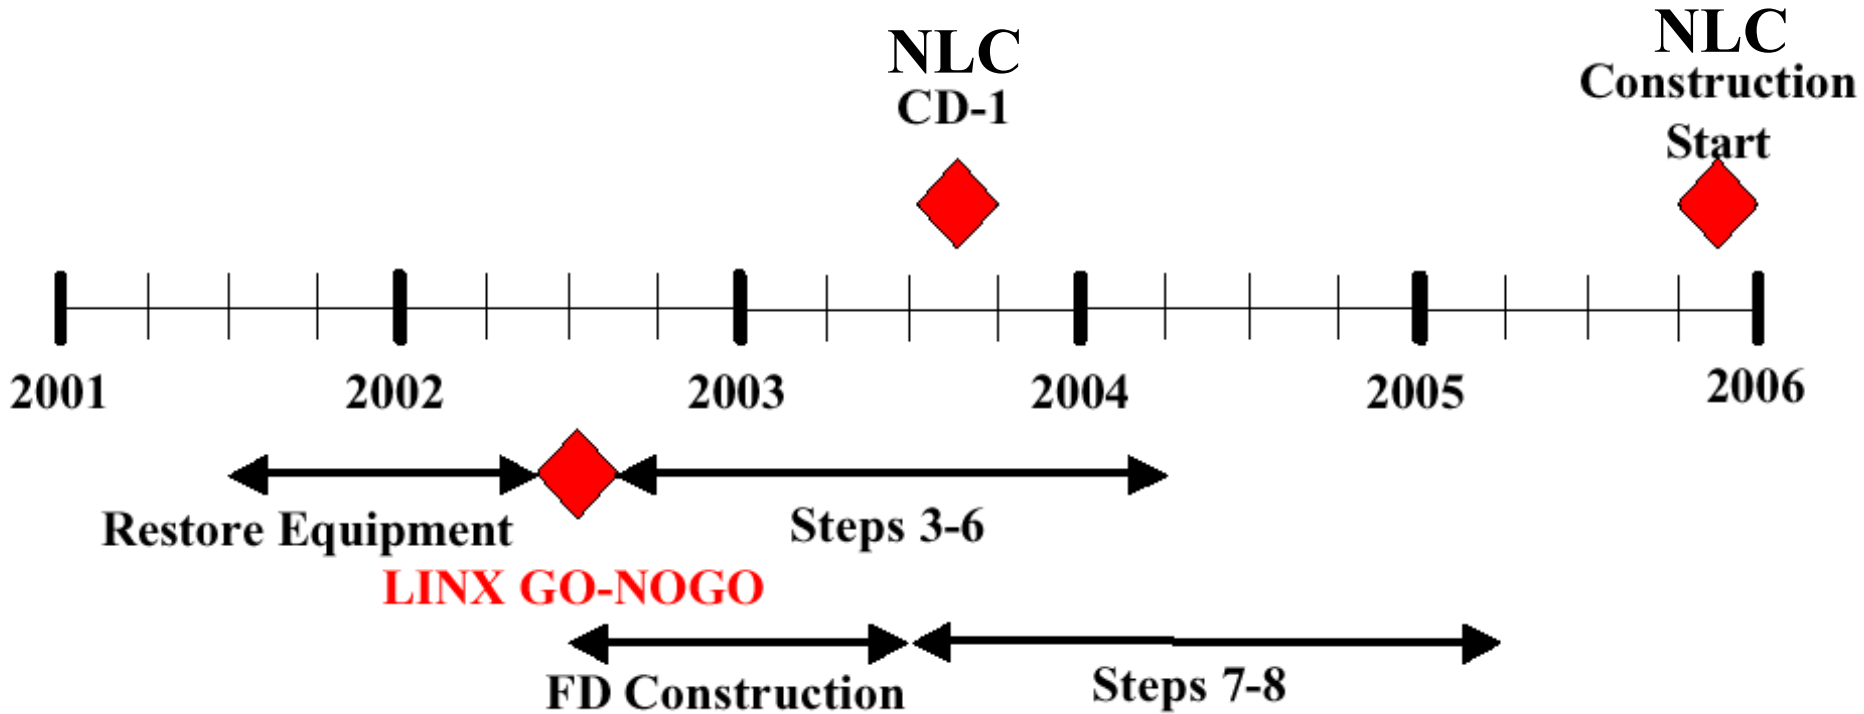 NLC
CD-1
NLC
Construction
Start
2001
2002
2003
2004
2005
2006
Restore Equipment
Steps 3-6
LINX GO-NOGO
FD Construction
Steps 7-8